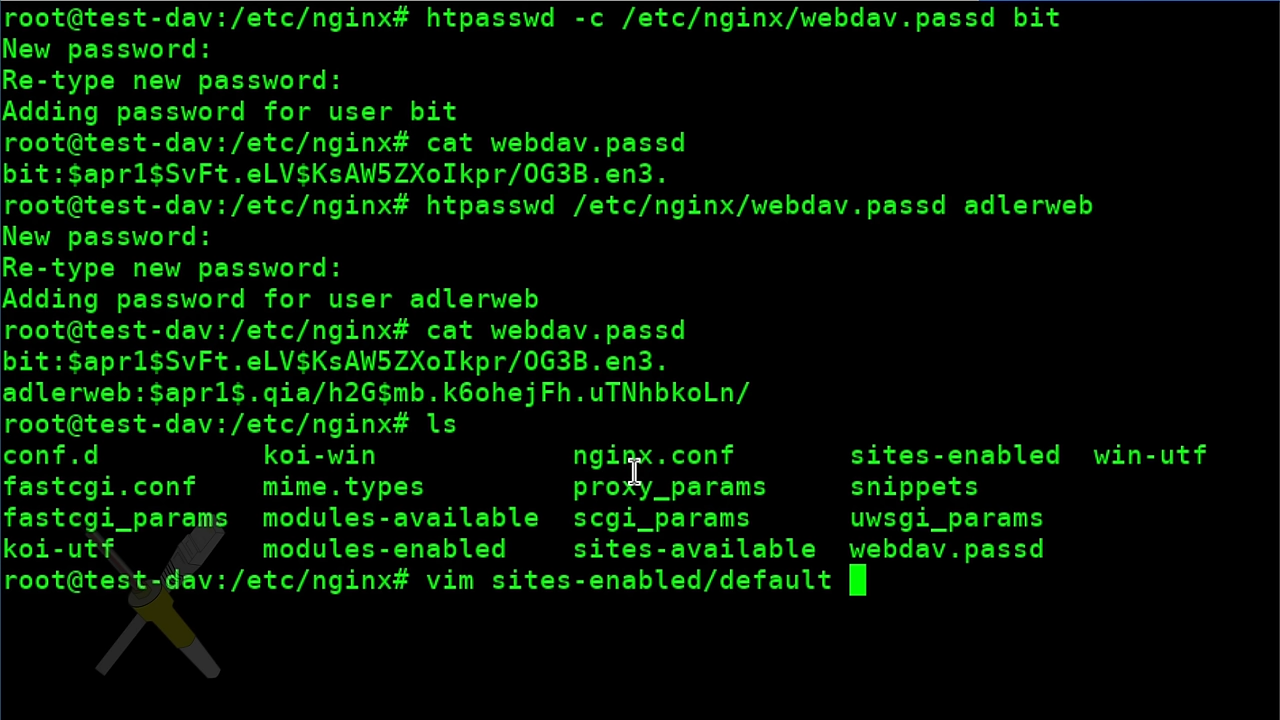 root@test-dav:/etc/nginx# htpasswd -c /etc/nginx/webdav.passd bit
New password:
Re-type new password:
Adding password for user bit
root@test-dav:/etc/nginx# cat webdav.passd
bit:$apr1$SvFt.eLV$KsAW5ZXoIkpr/OG3B.en3.
root@test-dav:/etc/nginx# htpasswd /etc/nginx/webdav.passd adlerweb
New password:
Re-type new password:
Adding password for user adlerweb
root@test-dav:/etc/nginx# cat webdav.passd
bit:$apr1$SvFt.eLV$KsAW5ZXoIkpr/OG3B.en3.
adlerweb:$apr1$.qia/h2G$mb.k6ohejFh.uTNhbkoLn/
root@test-dav:/etc/nginx# ls
conf.d          koi-win            nginx.conf       sites-enabled  win-utf
fastcgi.conf    mime.types         proxy_params     snippets
fastcgi_params  modules-available  scgi_params      uwsgi_params
koi-utf         modules-enabled    sites-available  webdav.passd
root@test-dav:/etc/nginx# vim sites-enabled/default